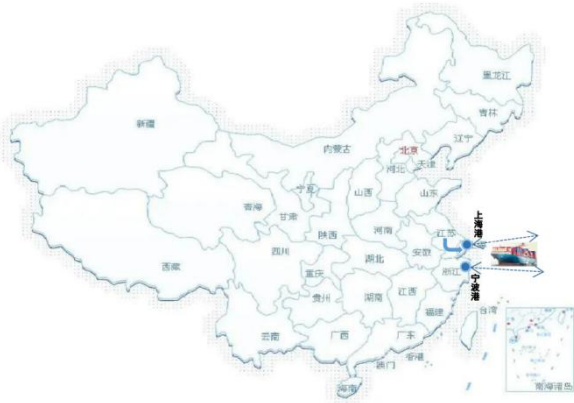 黑龙江
吉林
新疆
辽宁
内蒙古
北京
天津
河北
宁夏
山西
山东
青海
甘肃
上海港
陕西
河南
江苏
四川
安徽
西藏
湖北
重庆
浙江
宁波港
贵州
湖南
江西
福建
台湾
云南
广西
广东
香港
澳门
海南
南海诸岛